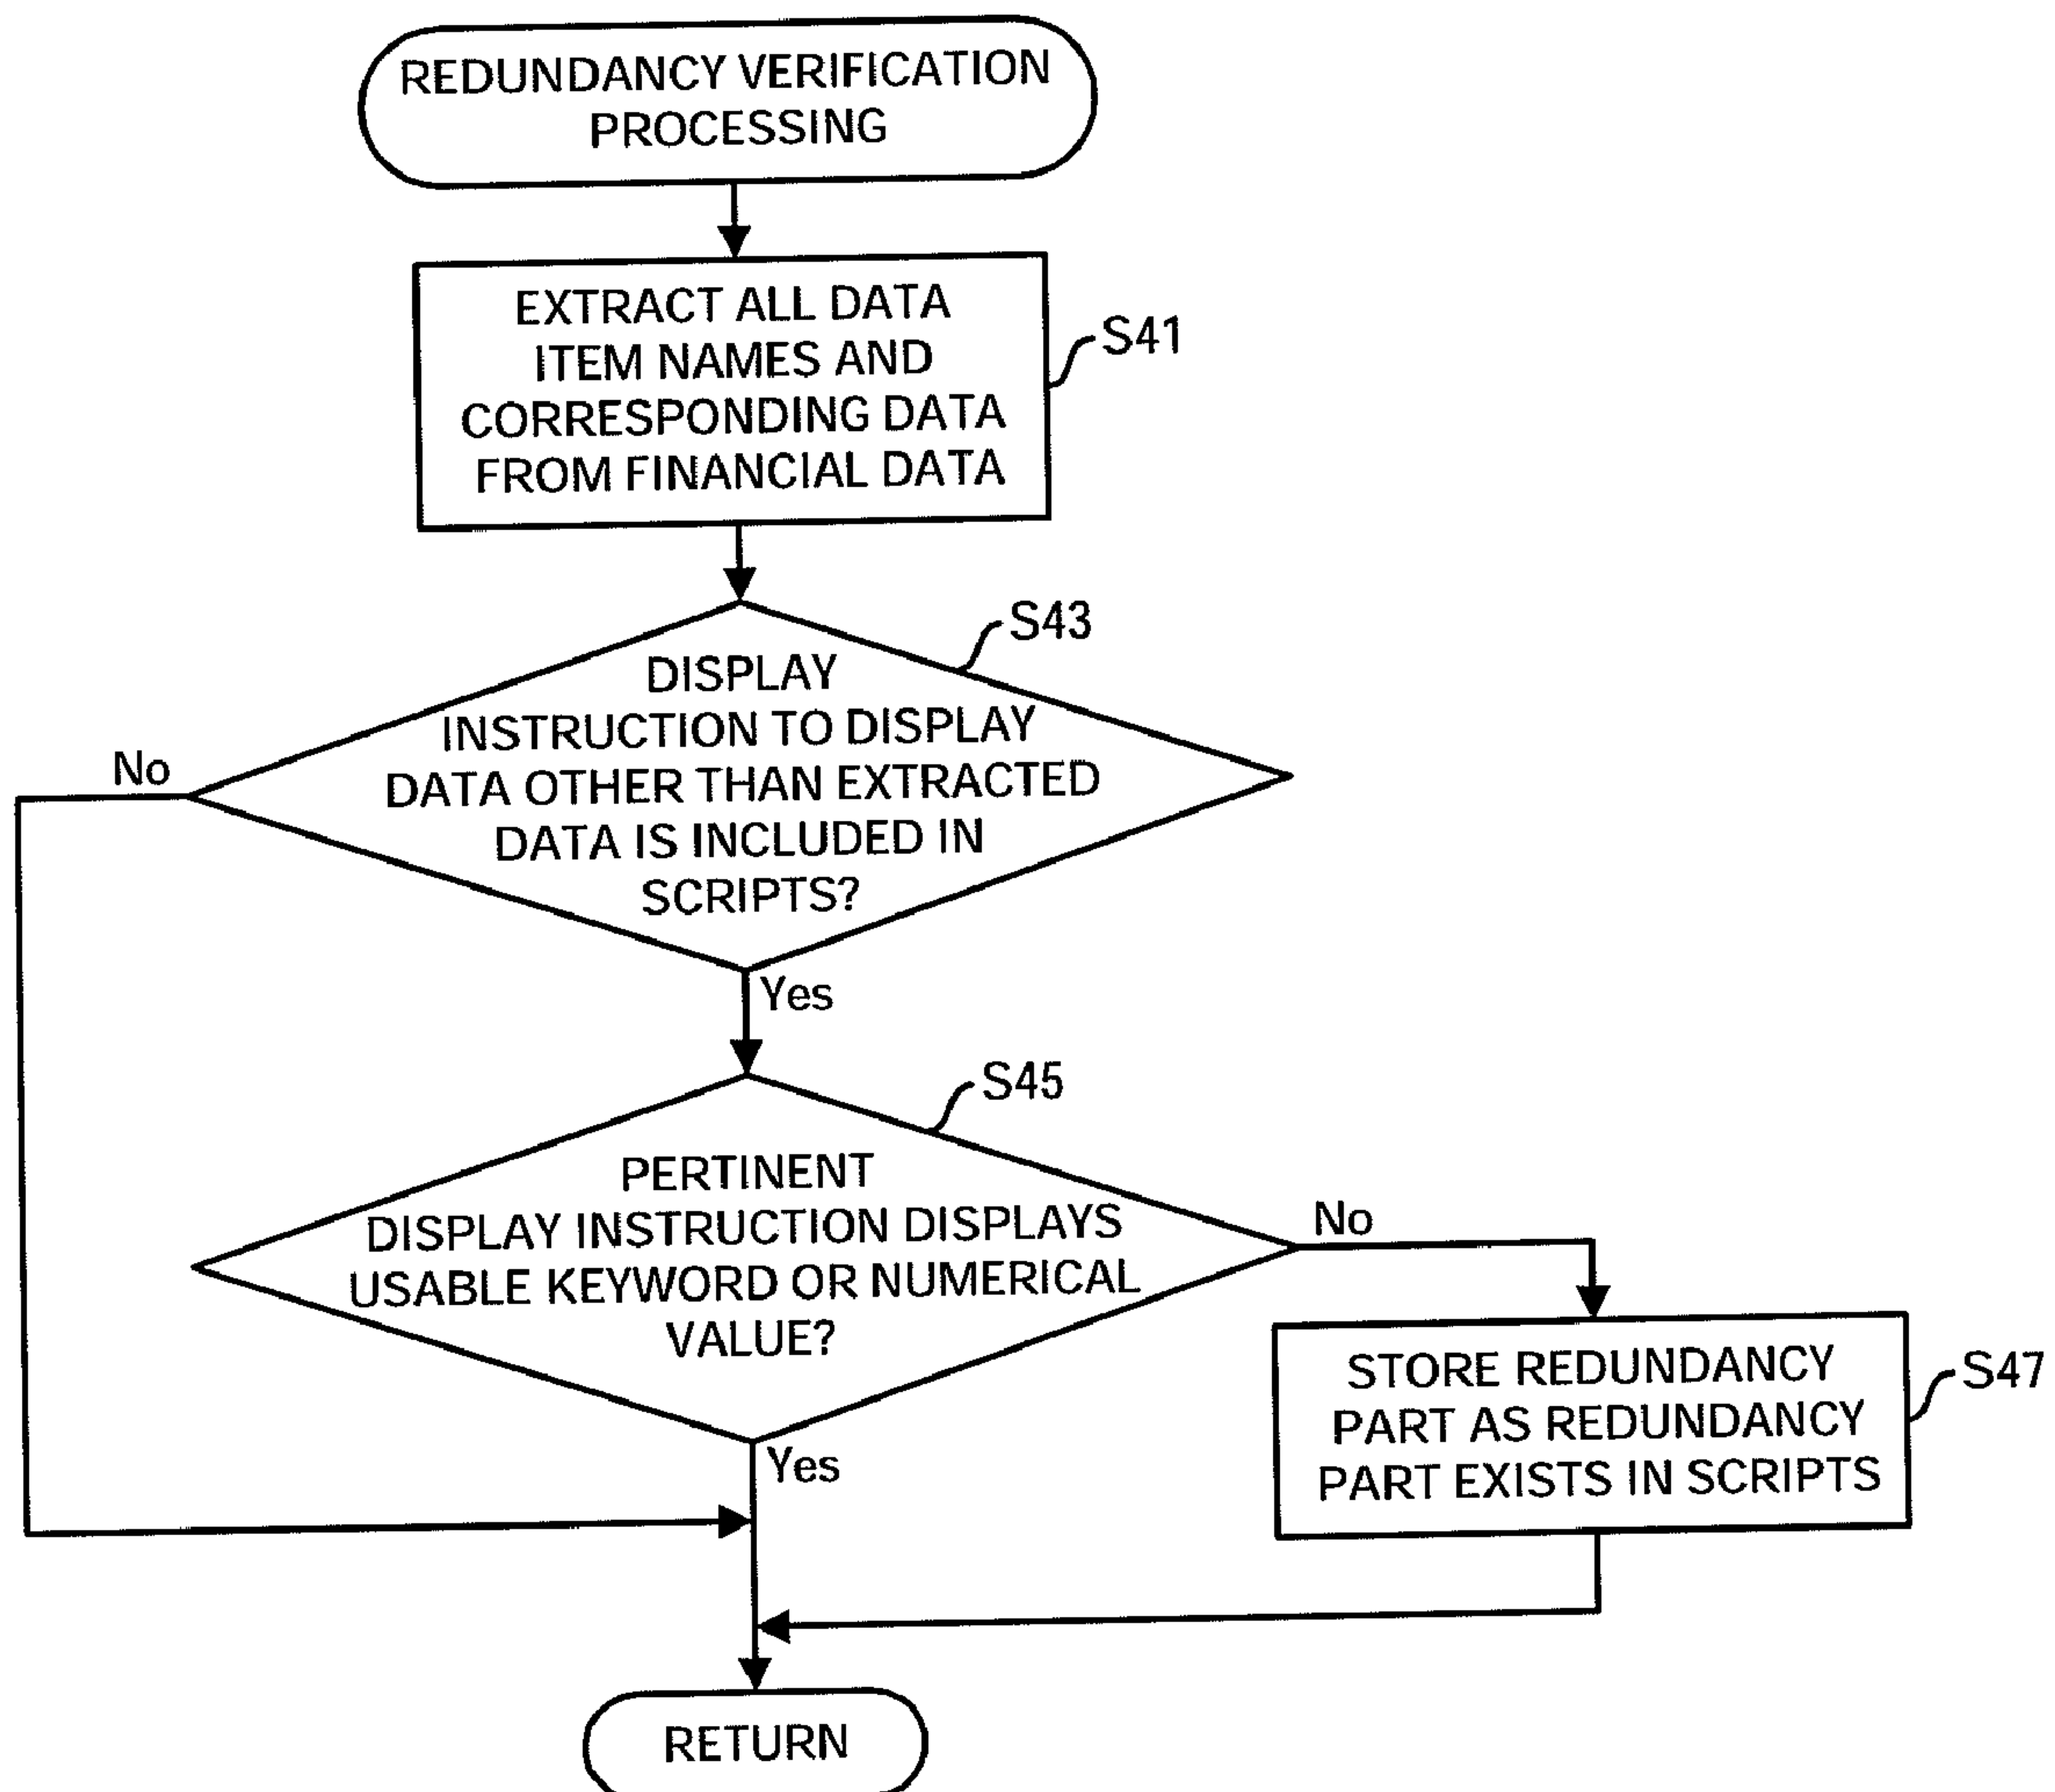 REDUNDANCY VERIFICATION
PROCESSING
EXTRACT ALL DATA
ITEM NAMES AND
CORRESPONDING DATA
FROM FINANCIAL DATA
S41
S43
DISPLAY
INSTRUCTION TO DISPLAY
DATA OTHER THAN EXTRACTED
DATA IS INCLUDED IN
SCRIPTS?
No
Yes
S45
PERTINENT
DISPLAY INSTRUCTION DISPLAYS
USABLE KEYWORD OR NUMERICAL
VALUE?
No
Yes
STORE REDUNDANCY
PART AS REDUNDANCY
PART EXISTS IN SCRIPTS
S47
RETURN